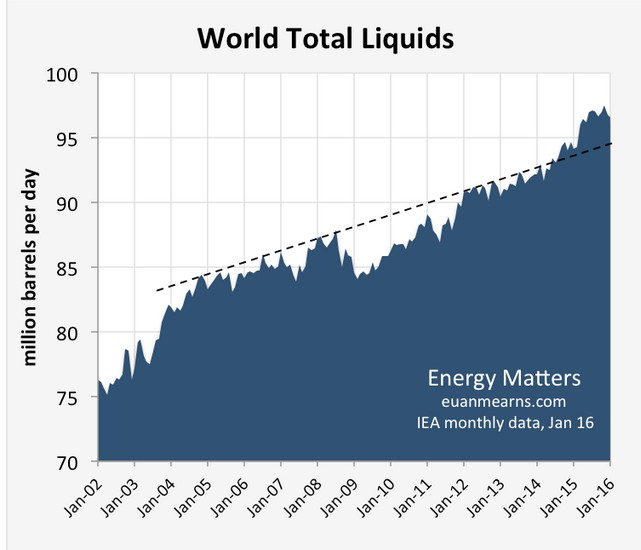 World Total Liquids
million barrels per day
100
95
90
85
80
75
70
Energy Matters
euanmearns.com
IEA monthly data, Jan 16
Jan-02
Jan-03
Jan-04
Jan-05
Jan-06
Jan-07
Jan-08
Jan-09
Jan-10
Jan-11
Jan-12
Jan-13
Jan-14
Jan-15
Jan-16